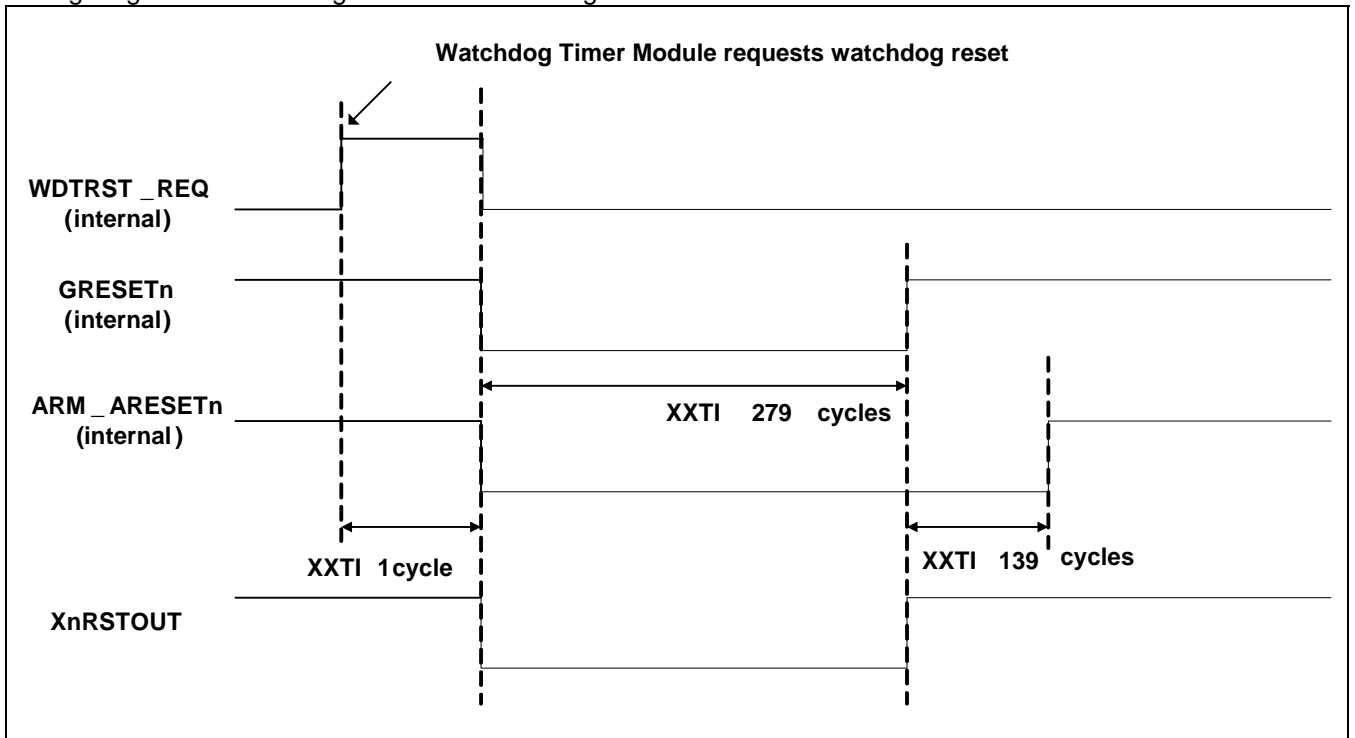 Watchdog Timer Module requests watchdog reset
WDTRST _REQ
(internal)
GRESETn
(internal)
ARM _ ARESETn
(internal)
XXTI 279 cycles
XXTI 1cycle
XXTI 139 cycles
XnRSTOUT